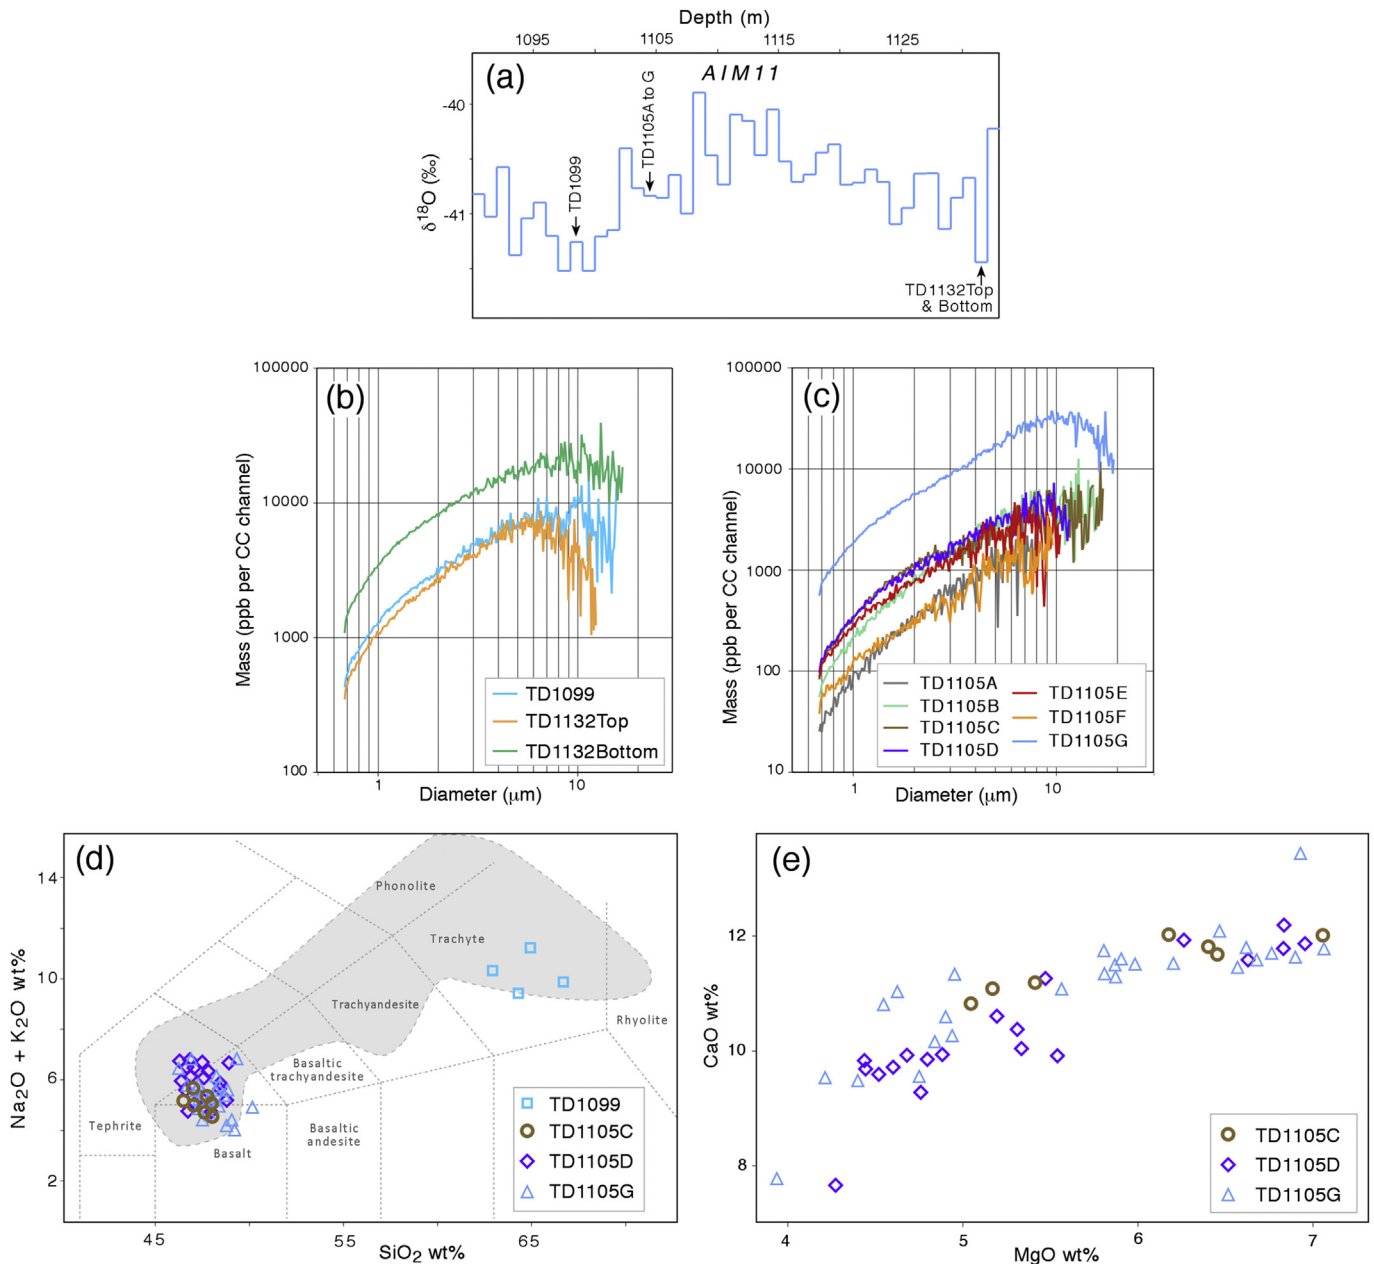 Depth (m)
1095 1105 1115 1125
(a)
AIM11
-40
-41
δ18O (‰)
TD1099
TD1105A to G
TD1132Top
& Bottom
(b)
100000
10000
1000
100
Mass (ppb per CC channel)
TD1099
TD1132Top
TD1132Bottom
1 10
Diameter (μm)
(c)
100000
10000
1000
100
10
Mass (ppb per CC channel)
TD1105A
TD1105B
TD1105C
TD1105D
TD1105E
TD1105F
TD1105G
1 10
Diameter (μm)
(d)
14
10
6
2
Na2O + K2O wt%
Phonolite
Trachyte
Trachyandesite
Rhyolite
Basaltic
trachyandesite
Tephrite
Basalt
Basaltic
andesite
TD1099
TD1105C
TD1105D
TD1105G
45 55 65
SiO2 wt%
(e)
12
10
8
CaO wt%
TD1105C
TD1105D
TD1105G
4 5 6 7
MgO wt%